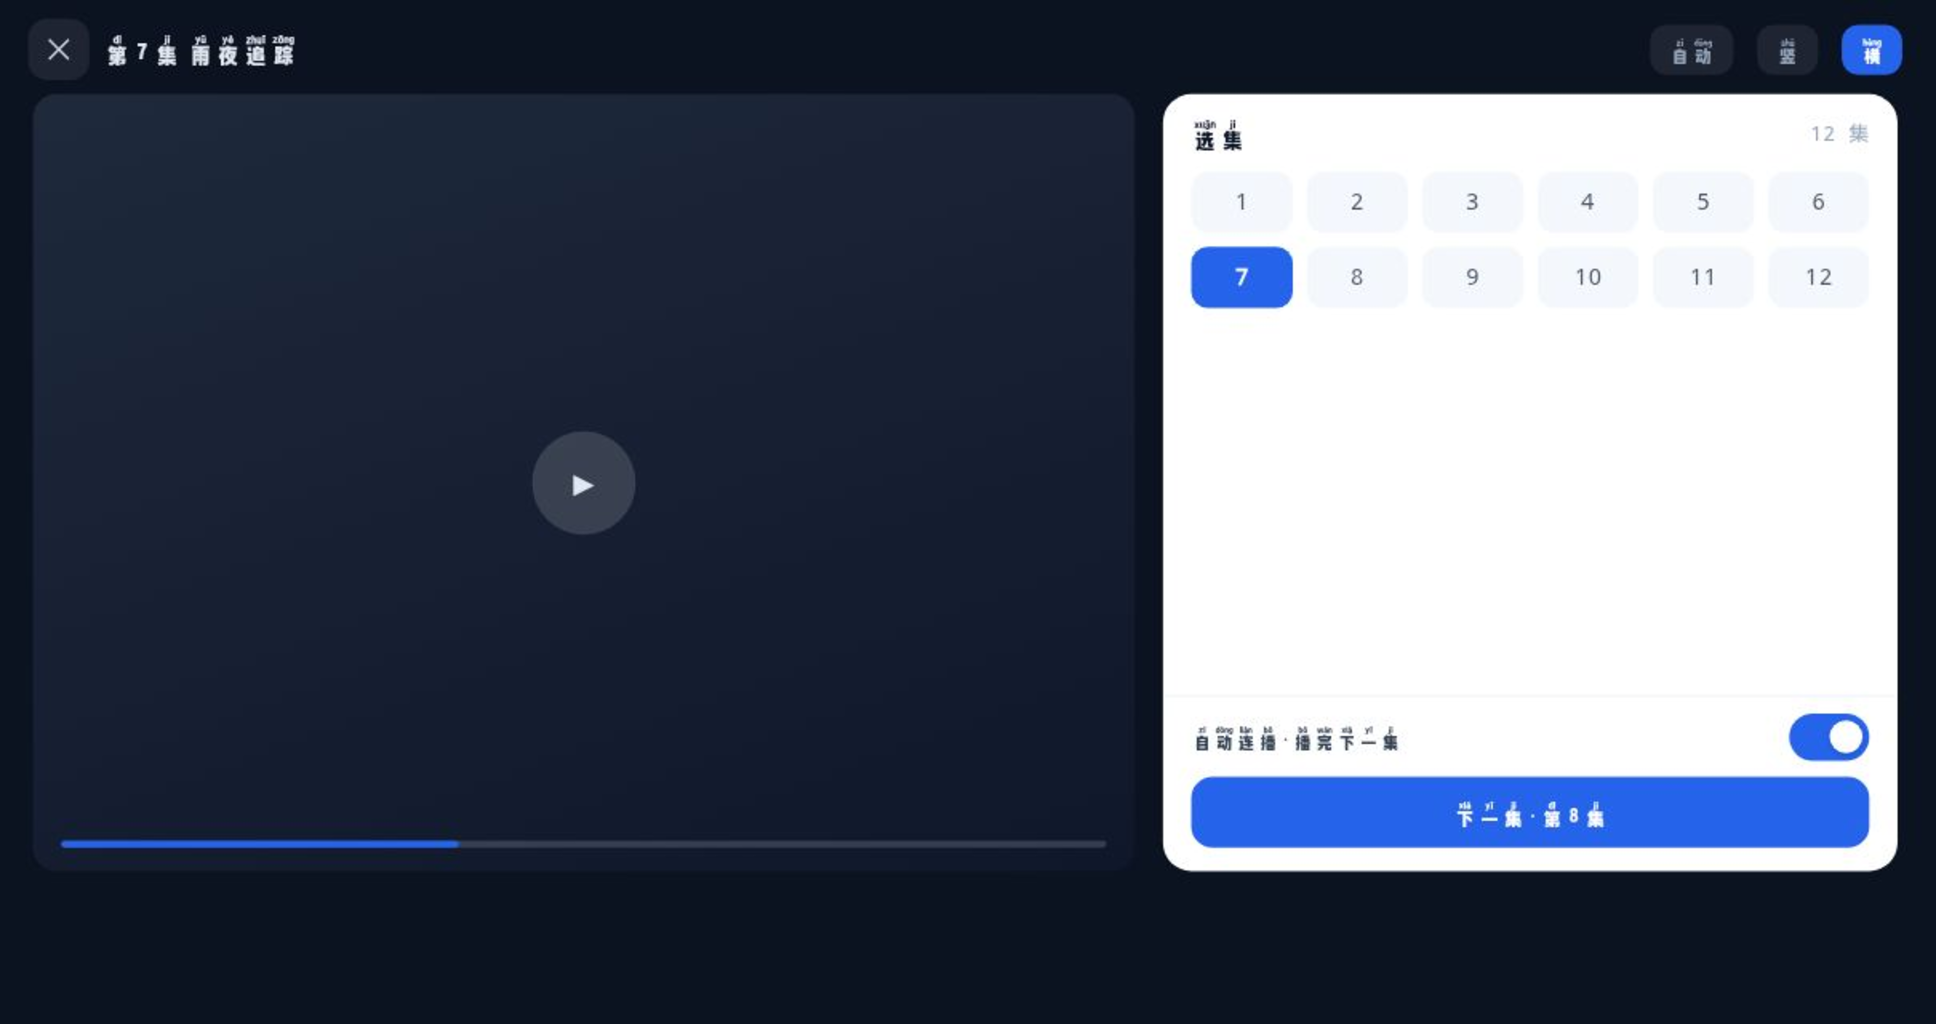 第 7 集 雨夜追踪
自动 竖 横
选集 12 集
1 2 3 4 5 6
7 8 9 10 11 12
自动连播·播完下一集
下一集·第 8 集